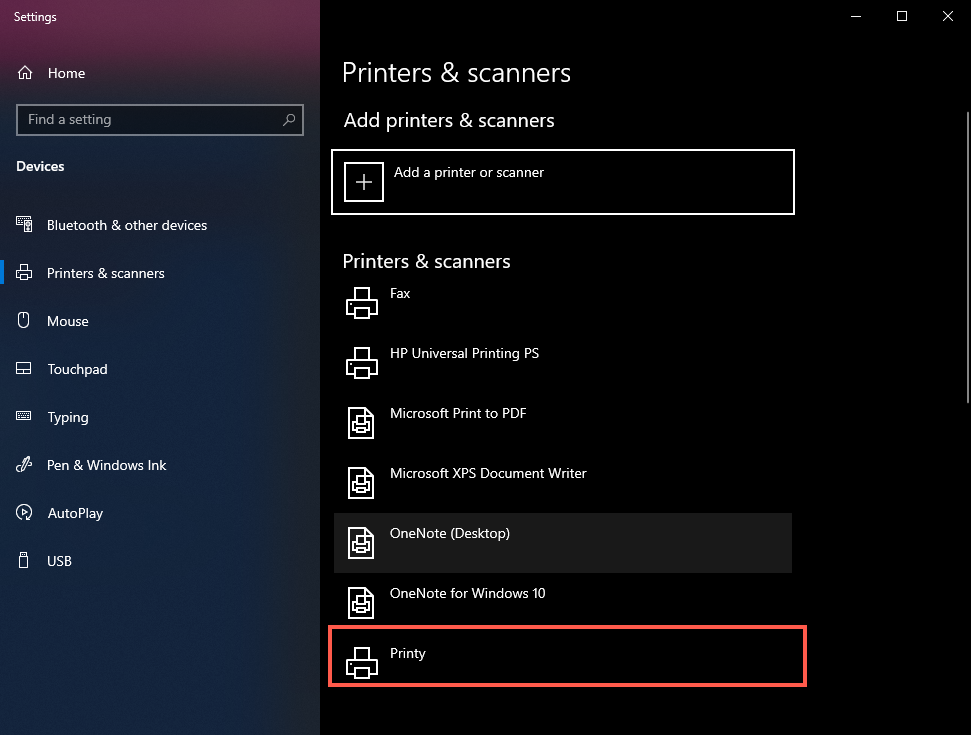 Settings
Home
Find a setting
Devices
Bluetooth & other devices
Printers & scanners
Mouse
Touchpad
Typing
Pen & Windows Ink
AutoPlay
USB
Printers & scanners
Add printers & scanners
Add a printer or scanner
Printers & scanners
Fax
HP Universal Printing PS
Microsoft Print to PDF
Microsoft XPS Document Writer
OneNote (Desktop)
OneNote for Windows 10
Printy